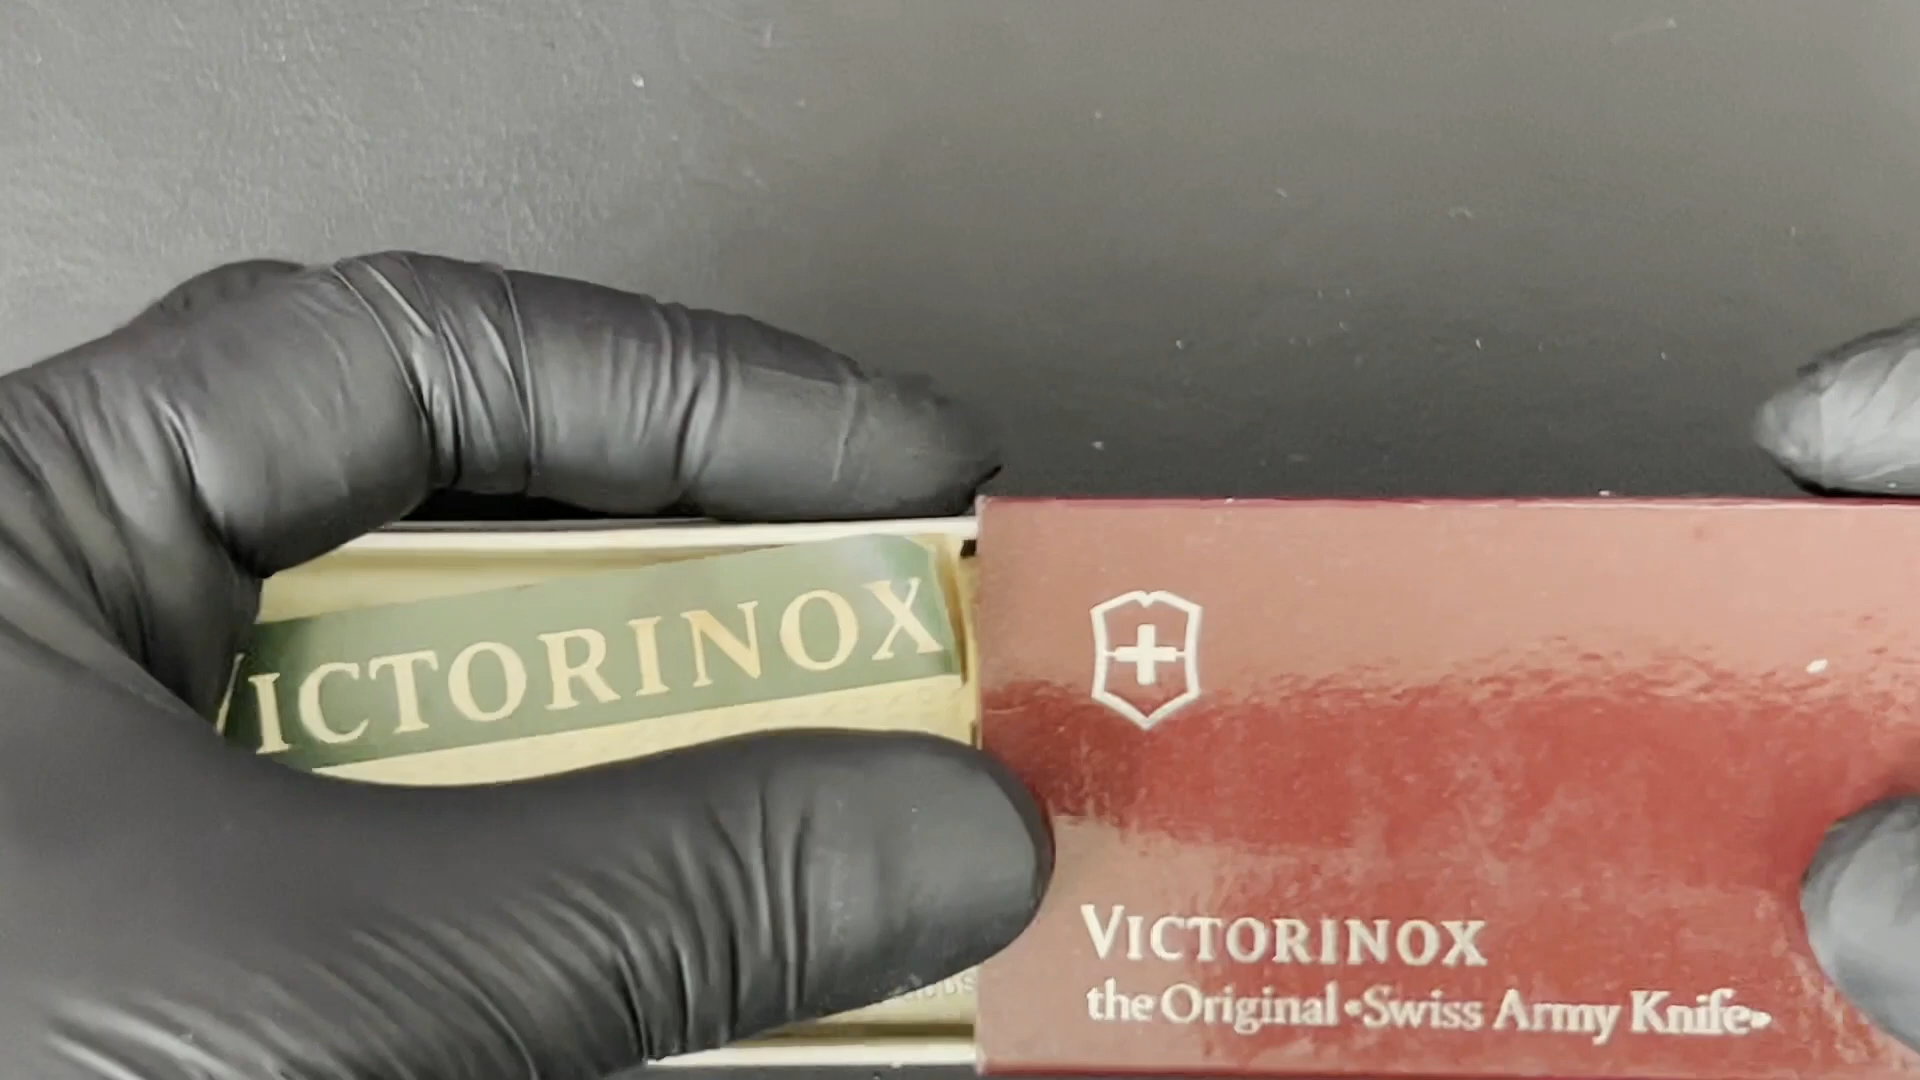 VICTORINOX
VICTORINOX
the Original •Swiss Army Knife•